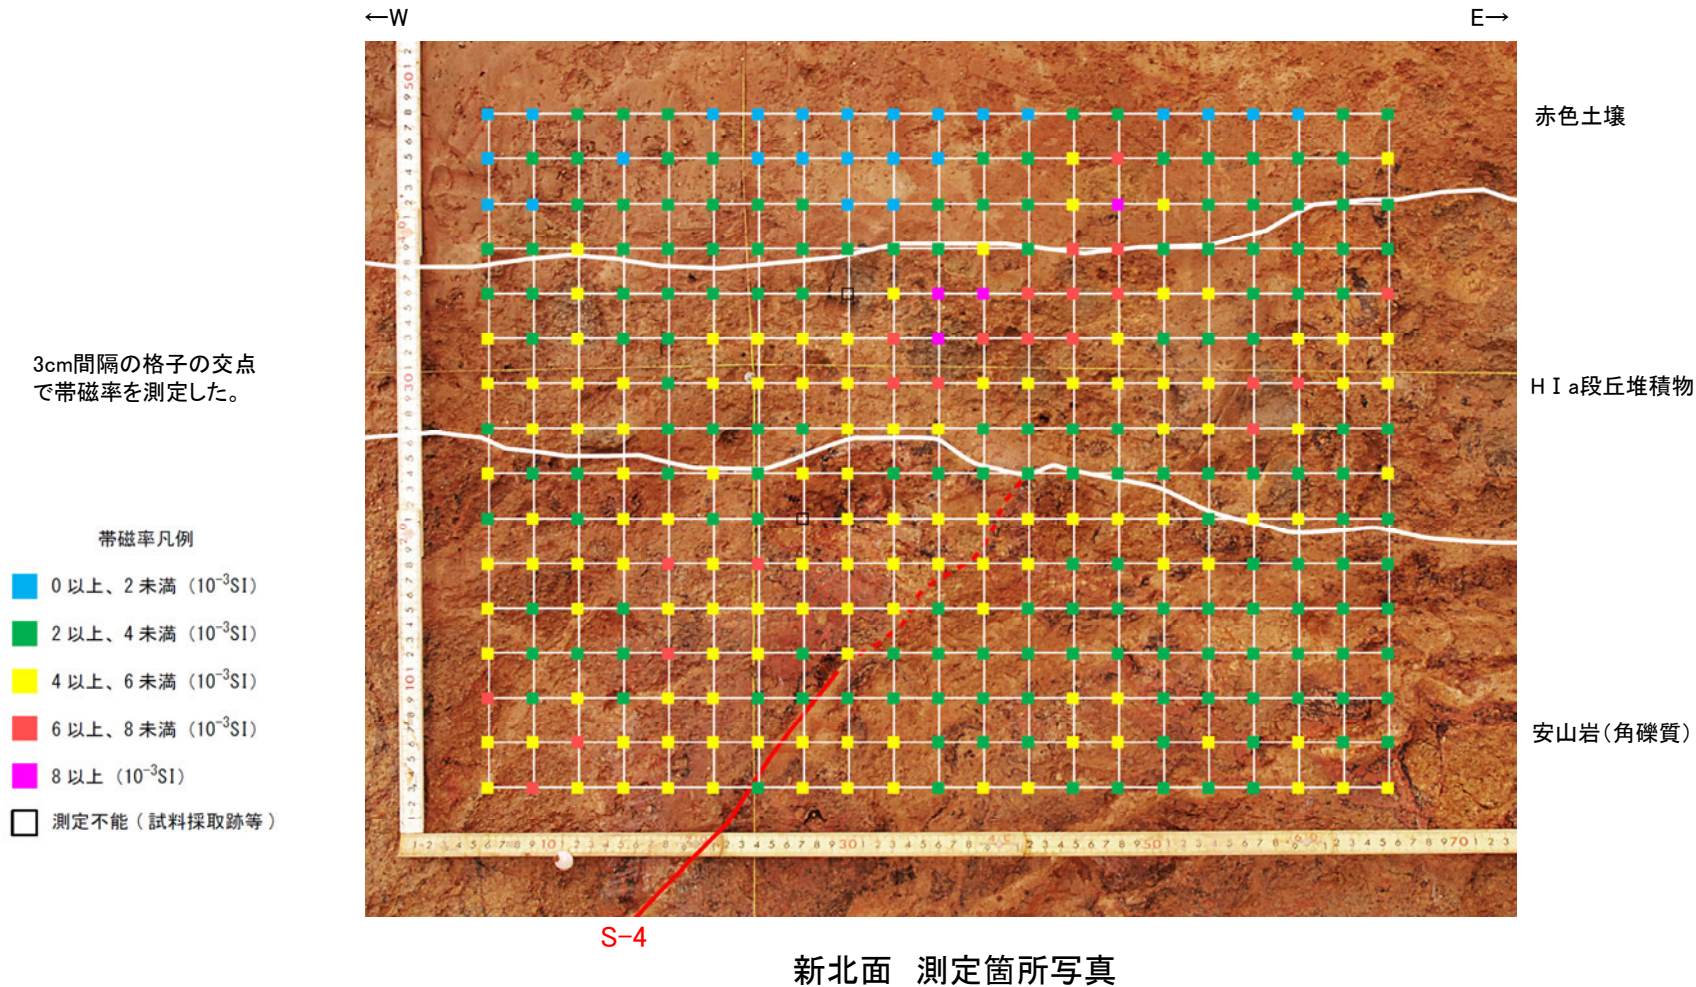 ←W
E→
赤色土壌
3cm間隔の格子の交点
で帯磁率を測定した。
HⅠa段丘堆積物
帯磁率凡例
0 以上、2 未満 (10⁻³SI)
2 以上、4 未満 (10⁻³SI)
4 以上、6 未満 (10⁻³SI)
6 以上、8 未満 (10⁻³SI)
8 以上 (10⁻³SI)
測定不能 ( 試料採取跡等 )
安山岩(角礫質)
S-4
新北面 測定箇所写真